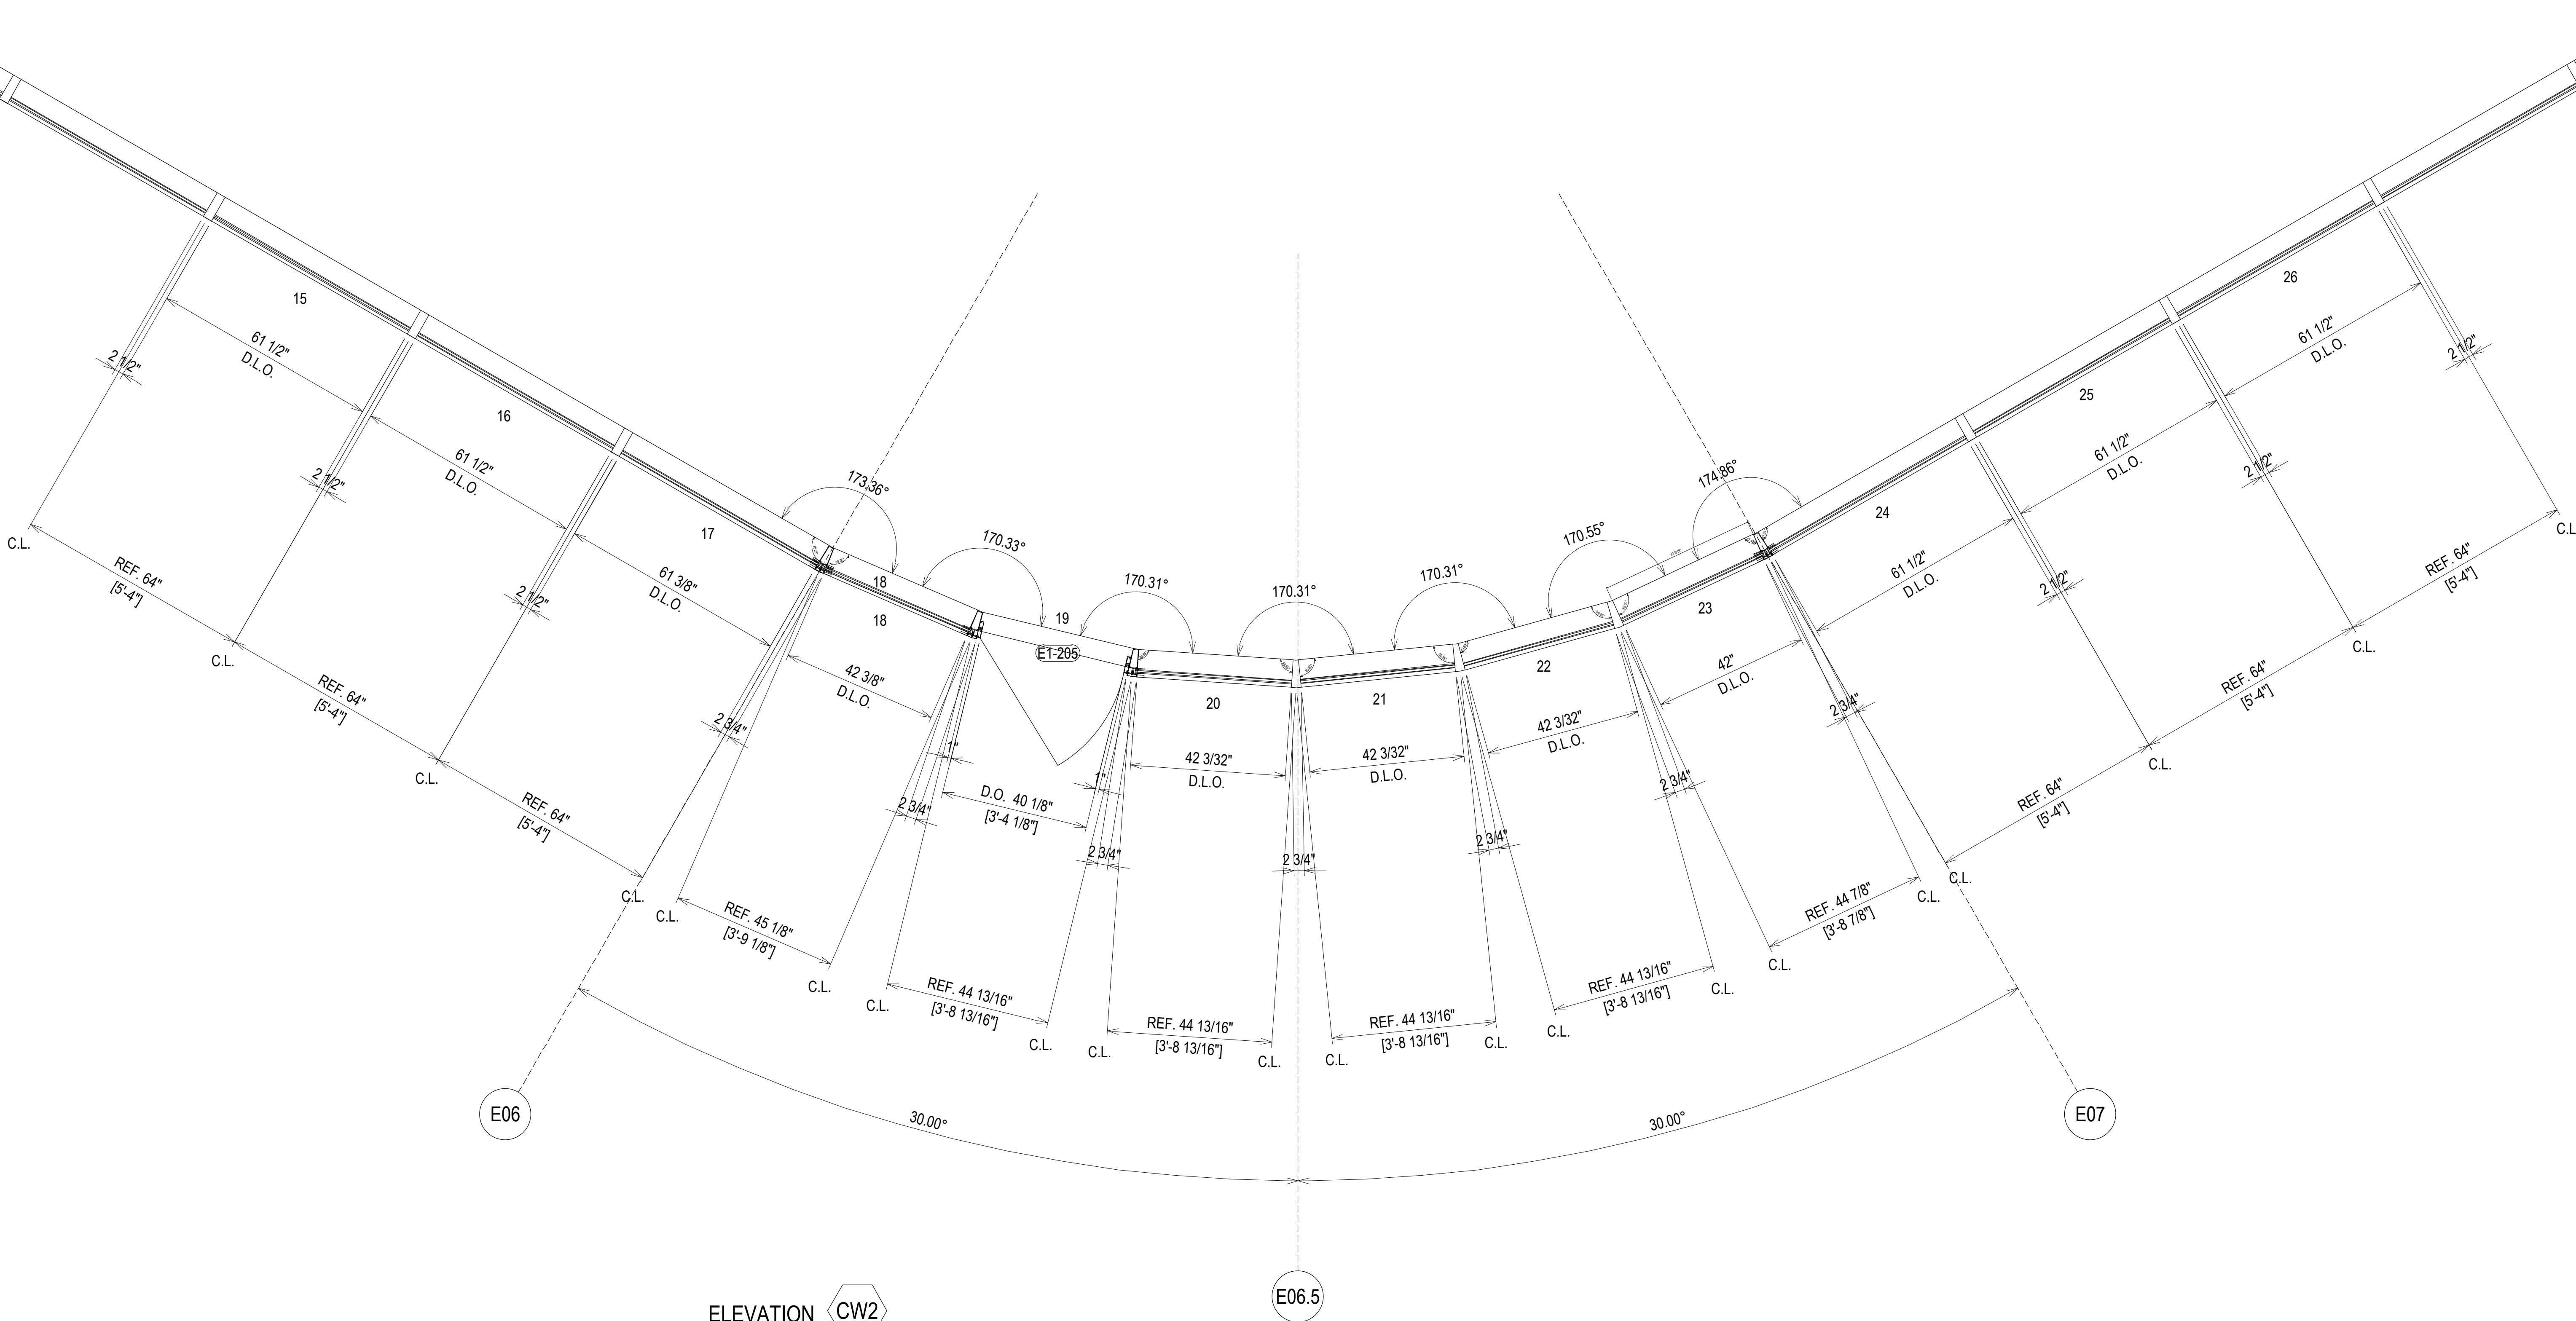 15
61 1/2"
D.L.O.
2 1/2"
C.L.
REF. 64"
[5'-4"]
16
61 1/2"
D.L.O.
2 1/2"
C.L.
REF. 64"
[5'-4"]
17
61 3/8"
D.L.O.
2 1/2"
C.L.
REF. 64"
[5'-4"]
C.L.
173.36°
170.33°
170.31°
170.31°
170.31°
170.55°
174.86°
18
18
42 3/8"
D.L.O.
2 3/4"
C.L.
REF. 45 1/8"
[3'-9 1/8"]
C.L.
19
E1-205
1"
2 3/4"
D.O. 40 1/8"
[3'-4 1/8"]
1"
2 3/4"
C.L.
REF. 44 13/16"
[3'-8 13/16"]
C.L.
20
42 3/32"
D.L.O.
C.L.
REF. 44 13/16"
[3'-8 13/16"]
C.L.
2 3/4"
21
42 3/32"
D.L.O.
C.L.
REF. 44 13/16"
[3'-8 13/16"]
C.L.
2 3/4"
22
42 3/32"
D.L.O.
C.L.
REF. 44 13/16"
[3'-8 13/16"]
C.L.
2 3/4"
23
42"
D.L.O.
2 3/4"
C.L.
REF. 44 7/8"
[3'-8 7/8"]
C.L.
24
61 1/2"
D.L.O.
2 1/2"
C.L.
REF. 64"
[5'-4"]
C.L.
25
61 1/2"
D.L.O.
2 1/2"
REF. 64"
[5'-4"]
C.L.
26
61 1/2"
D.L.O.
2 1/2"
REF. 64"
[5'-4"]
C.L
30.00°
30.00°
E06
E06.5
E07
ELEVATION
CW2